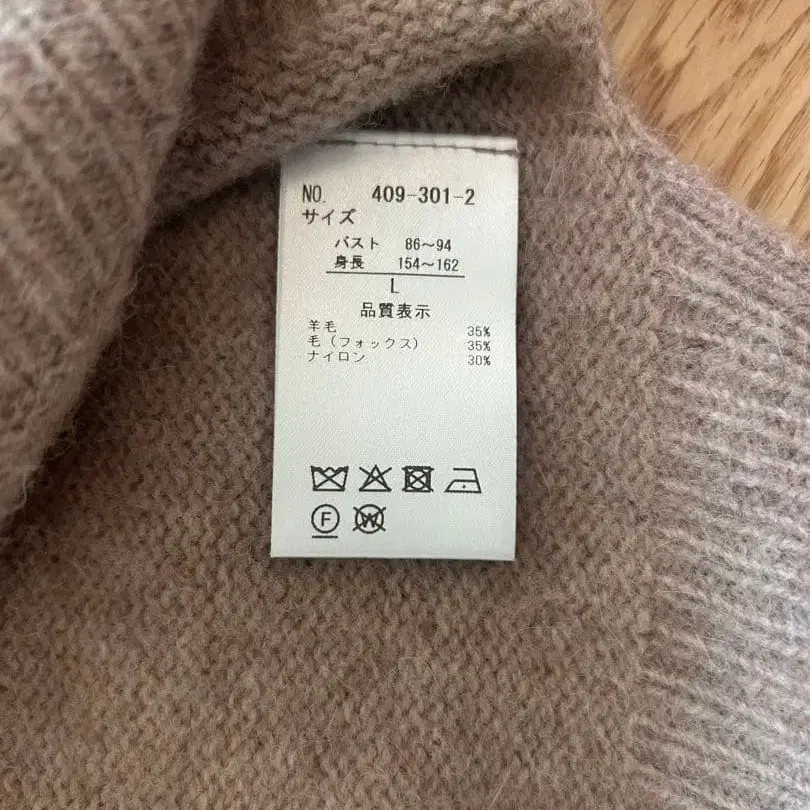 NO. 409-301-2
サイズ
バスト 86～94
身長 154～162
L
品質表示
羊毛 35%
毛(フォックス) 35%
ナイロン 30%
F W